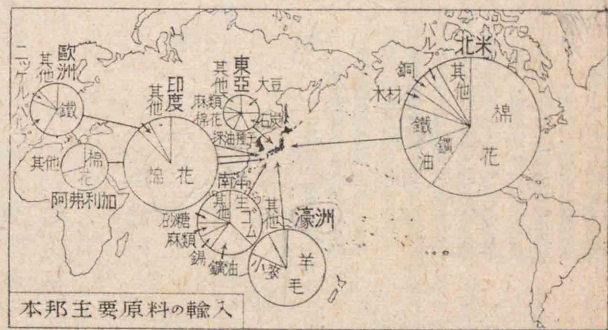 歐洲
ニッケル
パルプ
其他
鐵
印度
其他
棉花
東亞
其他
大豆
麻類
棉花
石炭
採油種子
北米
パルプ
銅
木材
其他
棉花
鐵
鑛油
阿弗利加
其他
棉花
南洋
其他
生ゴム
砂糖
麻類
錫
鑛油
濠洲
其他
小麥
羊毛
本邦主要原料の輸入